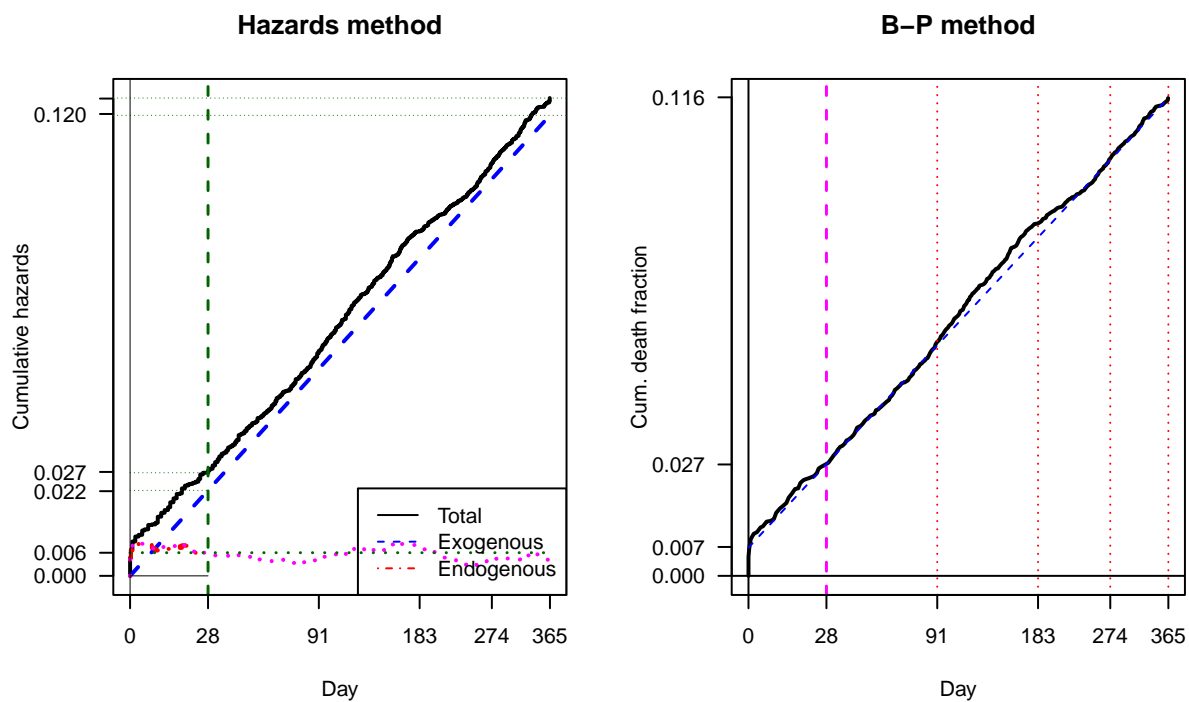 Hazards method
Cumulative hazards
0.120
0.027
0.022
0.006
0.000
Total
Exogenous
Endogenous
0 28 91 183 274 365
Day
B−P method
Cum. death fraction
0.116
0.027
0.007
0.000
0 28 91 183 274 365
Day